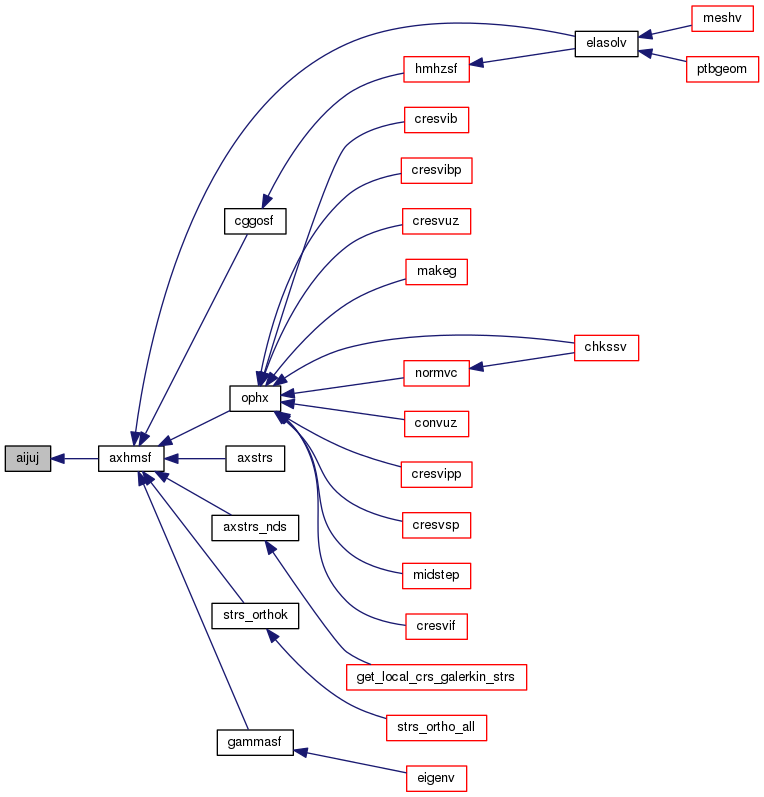 meshv
elasolv
ptbgeom
hmhzsf
cresvib
cresvibp
cggosf
cresvuz
makeg
chkssv
normvc
ophx
convuz
aijuj
axhmsf
axstrs
cresvipp
axstrs_nds
cresvsp
midstep
strs_orthok
cresvif
get_local_crs_galerkin_strs
strs_ortho_all
gammasf
eigenv